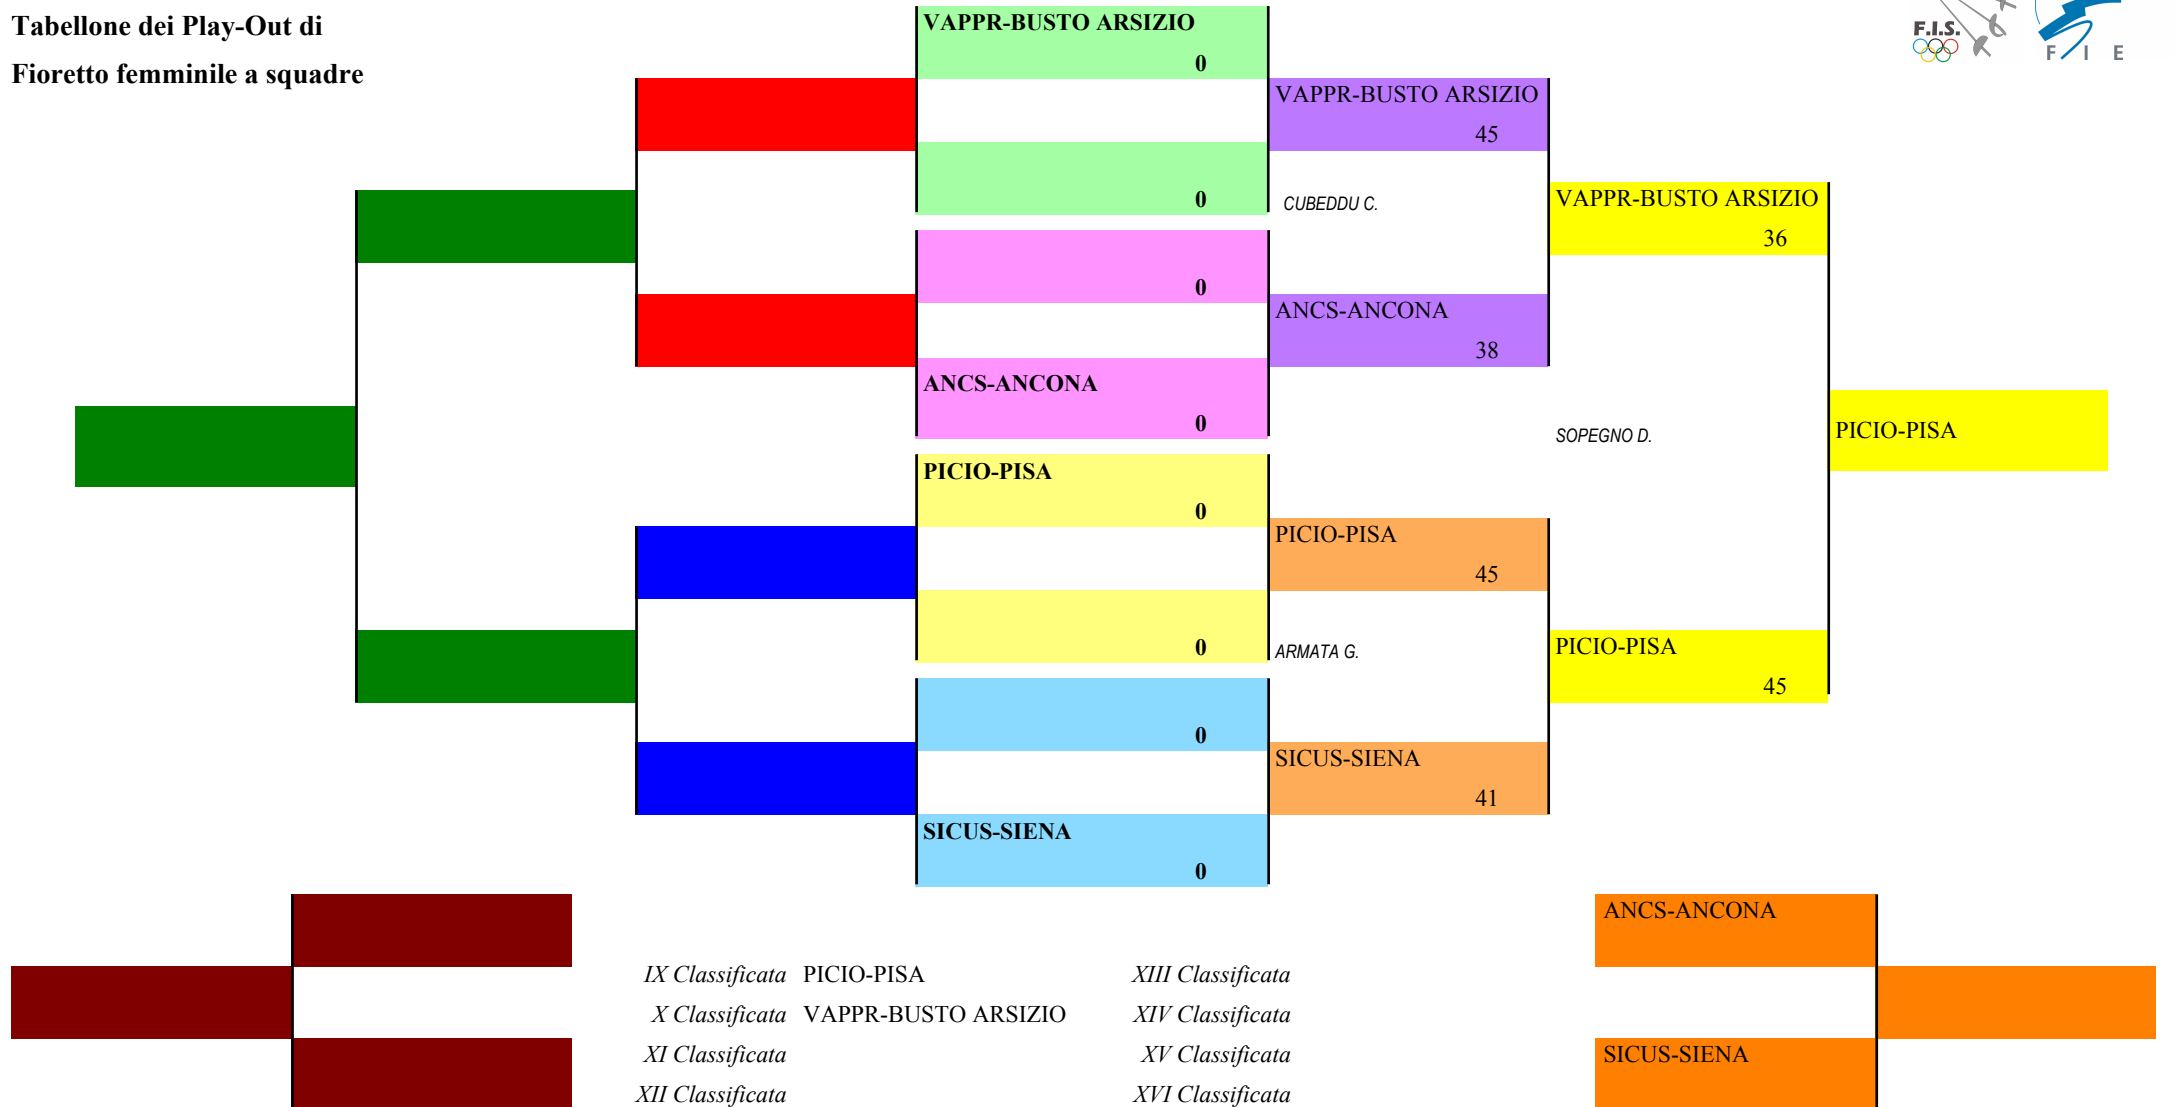 Tabellone dei Play-Out di
Fioretto femminile a squadre
F.I.S.
F I E
VAPPR-BUSTO ARSIZIO
0
VAPPR-BUSTO ARSIZIO
45
0
CUBEDDU C.
VAPPR-BUSTO ARSIZIO
36
0
ANCS-ANCONA
38
ANCS-ANCONA
0
SOPEGNO D.
PICIO-PISA
PICIO-PISA
0
PICIO-PISA
45
0
ARMATA G.
PICIO-PISA
45
0
SICUS-SIENA
41
SICUS-SIENA
0
ANCS-ANCONA
IX Classificata PICIO-PISA XIII Classificata
X Classificata VAPPR-BUSTO ARSIZIO XIV Classificata
XI Classificata XV Classificata
SICUS-SIENA
XII Classificata XVI Classificata